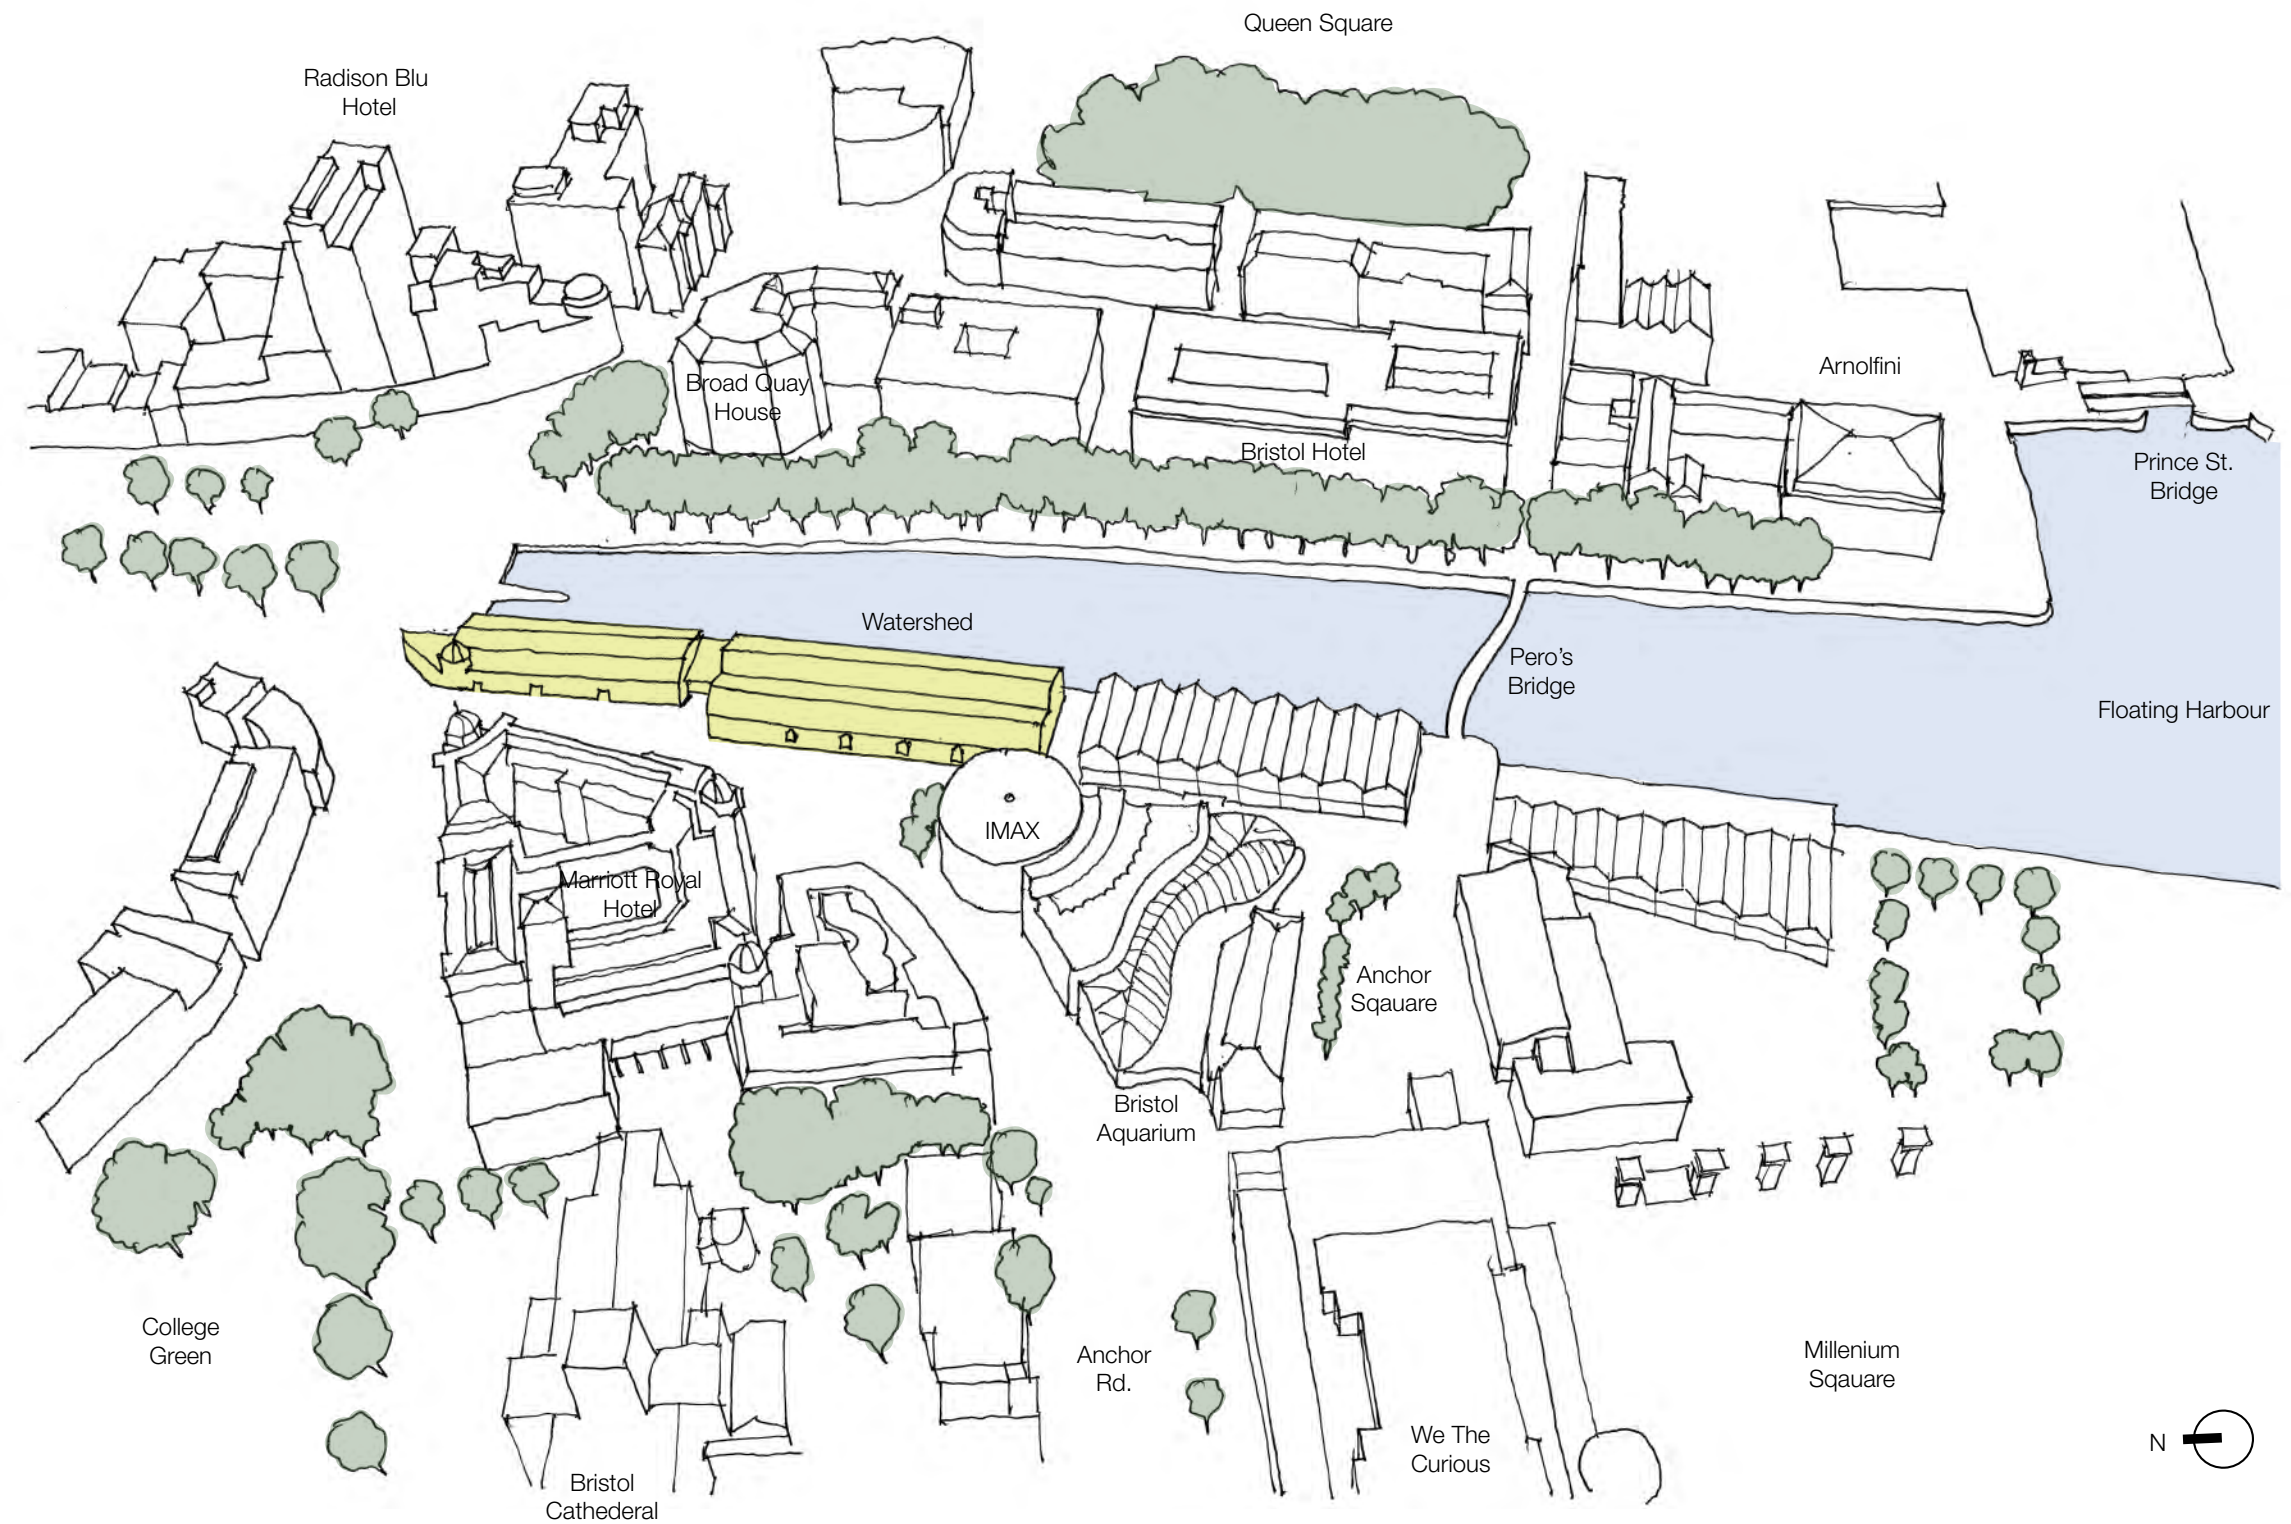 Queen Square
Radison Blu
Hotel
Arnolfini
Broad Quay
House
Bristol Hotel
Prince St.
Bridge
Watershed
Pero's
Bridge
Floating Harbour
IMAX
Marriott Royal
Hotel
Anchor
Sqauare
Bristol
Aquarium
College
Green
Anchor
Rd.
Millenium
Sqauare
We The
Curious
N
Bristol
Cathederal